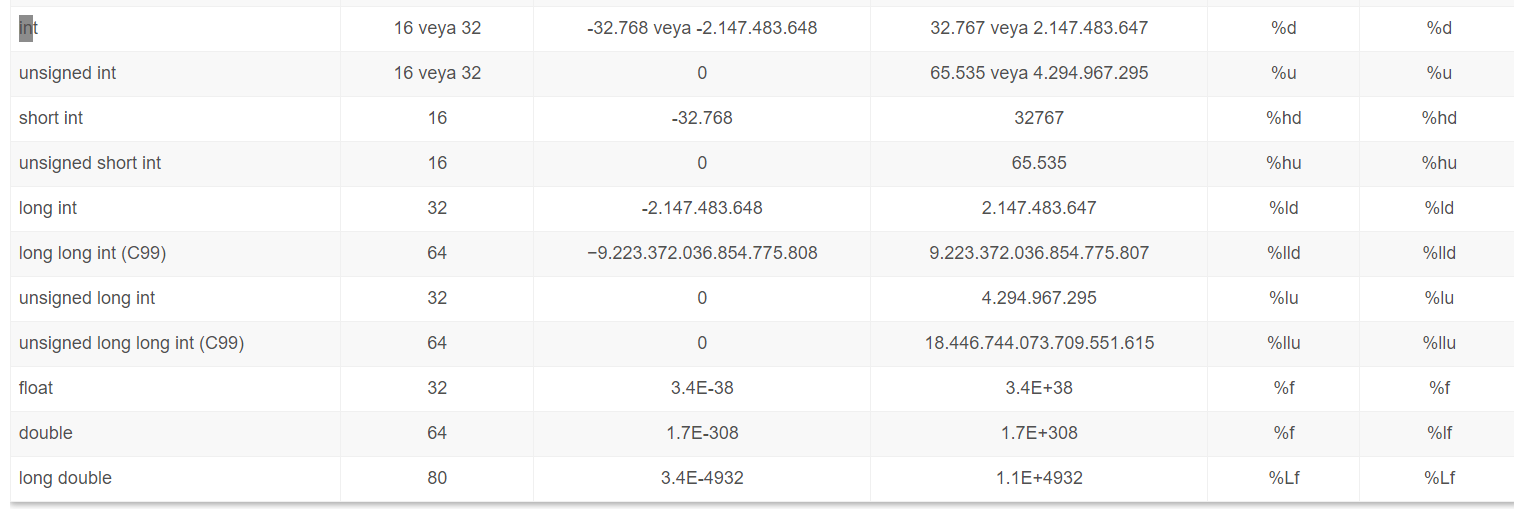 int 16 veya 32 -32.768 veya -2.147.483.648 32.767 veya 2.147.483.647 %d %d
unsigned int 16 veya 32 0 65.535 veya 4.294.967.295 %u %u
short int 16 -32.768 32767 %hd %hd
unsigned short int 16 0 65.535 %hu %hu
long int 32 -2.147.483.648 2.147.483.647 %ld %ld
long long int (C99) 64 −9.223.372.036.854.775.808 9.223.372.036.854.775.807 %lld %lld
unsigned long int 32 0 4.294.967.295 %lu %lu
unsigned long long int (C99) 64 0 18.446.744.073.709.551.615 %llu %llu
float 32 3.4E-38 3.4E+38 %f %f
double 64 1.7E-308 1.7E+308 %f %lf
long double 80 3.4E-4932 1.1E+4932 %Lf %Lf